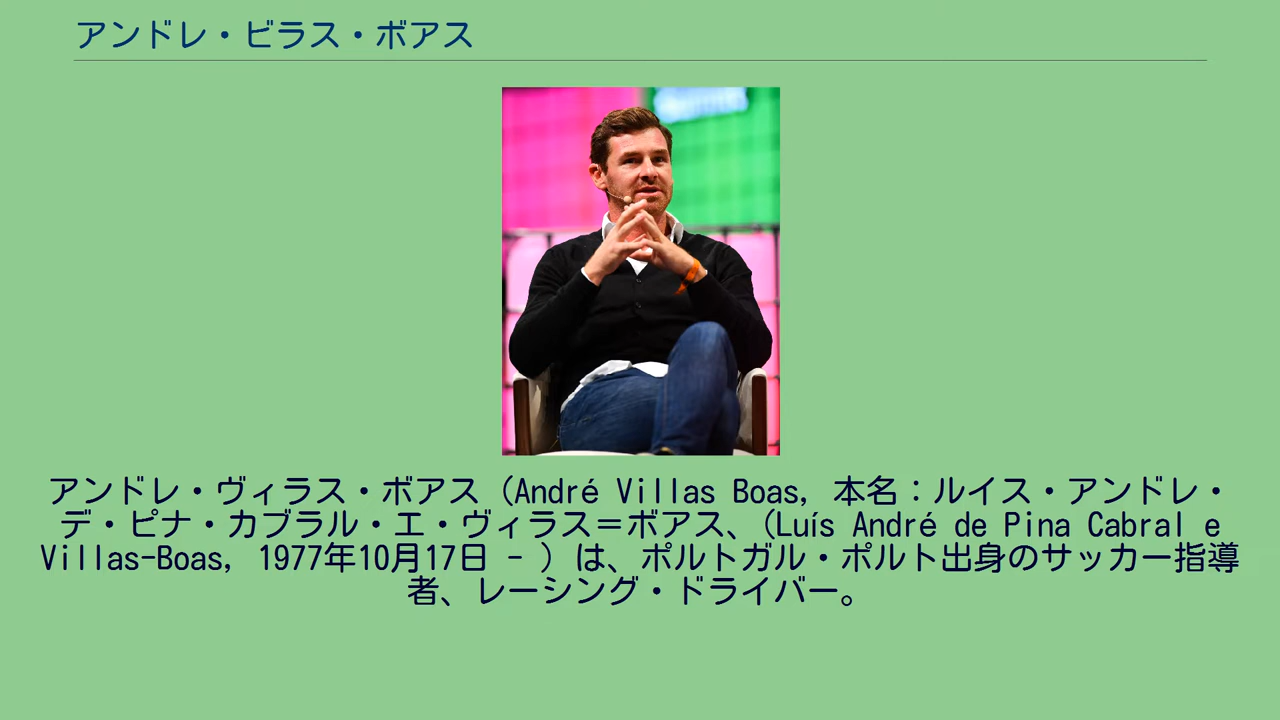 アンドレ・ビラス・ボアス
アンドレ・ヴィラス・ボアス（André Villas Boas, 本名：ルイス・アンドレ・
デ・ピナ・カブラル・エ・ヴィラス＝ボアス、（Luís André de Pina Cabral e
Villas-Boas, 1977年10月17日 - ）は、ポルトガル・ポルト出身のサッカー指導
者、レーシング・ドライバー。